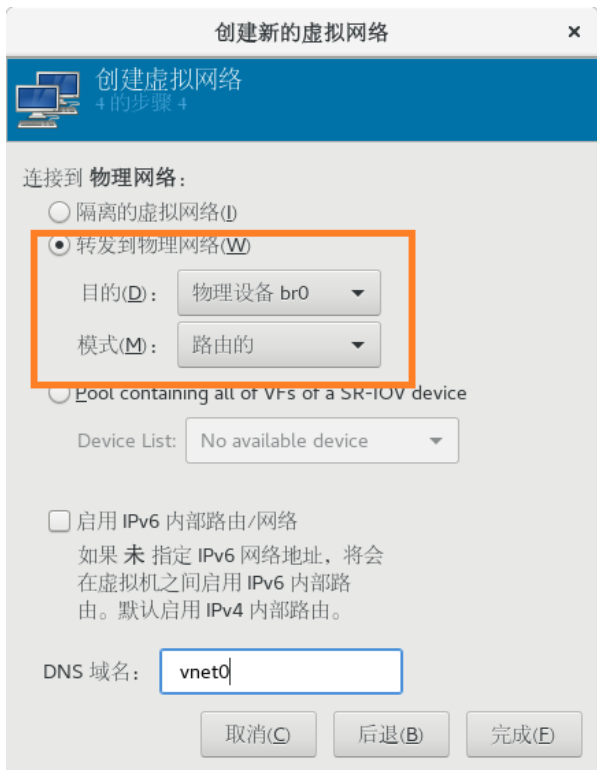 创建新的虚拟网络
创建虚拟网络
4 的步骤 4
连接到 物理网络：
隔离的虚拟网络(I)
转发到物理网络(W)
目的(D)： 物理设备 br0
模式(M)： 路由的
Pool containing all of VFs of a SR-IOV device
Device List: No available device
启用 IPv6 内部路由/网络
如果 未 指定 IPv6 网络地址，将会
在虚拟机之间启用 IPv6 内部路
由。默认启用 IPv4 内部路由。
DNS 域名： vnet0
取消(C) 后退(B) 完成(F)